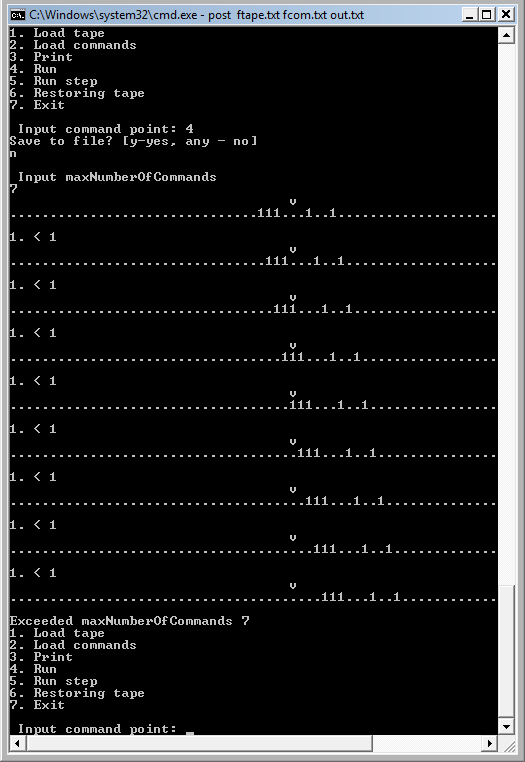 C:\Windows\system32\cmd.exe - post ftape.txt fcom.txt out.txt
1. Load tape
2. Load commands
3. Print
4. Run
5. Run step
6. Restoring tape
7. Exit
Input command point: 4
Save to file? [y-yes, any - no]
n
Input maxNumberOfCommands
7
v
...............................111...1..1....................
1. < 1
v
................................111...1..1...................
1. < 1
v
.................................111...1..1..................
1. < 1
v
..................................111...1..1.................
1. < 1
v
...................................111...1..1................
1. < 1
v
....................................111...1..1...............
1. < 1
v
.....................................111...1..1..............
1. < 1
v
......................................111...1..1.............
1. < 1
v
.......................................111...1..1............
Exceeded maxNumberOfCommands 7
1. Load tape
2. Load commands
3. Print
4. Run
5. Run step
6. Restoring tape
7. Exit
Input command point: _